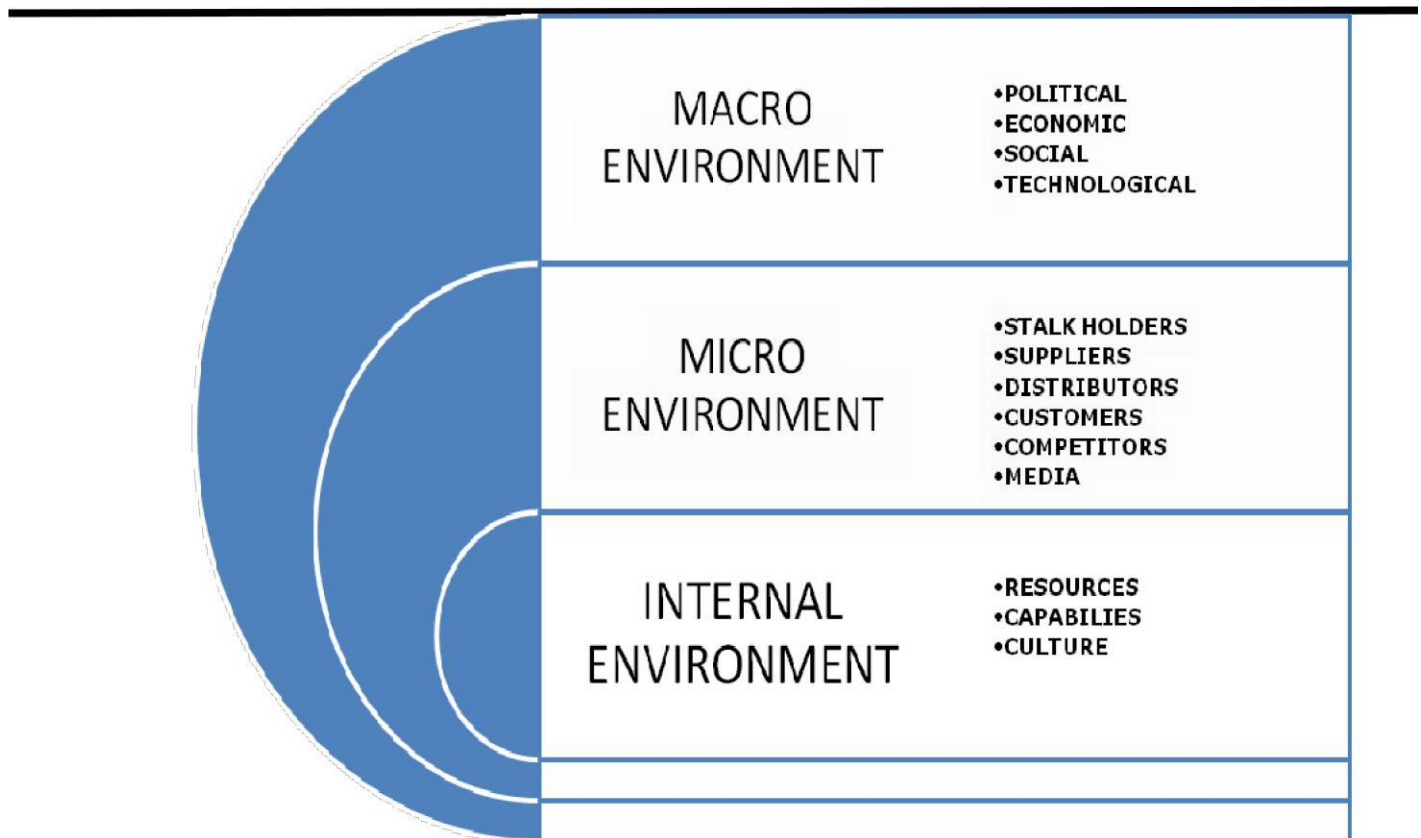 MACRO
ENVIRONMENT
•POLITICAL
•ECONOMIC
•SOCIAL
•TECHNOLOGICAL
MICRO
ENVIRONMENT
•STALK HOLDERS
•SUPPLIERS
•DISTRIBUTORS
•CUSTOMERS
•COMPETITORS
•MEDIA
INTERNAL
ENVIRONMENT
•RESOURCES
•CAPABILIES
•CULTURE